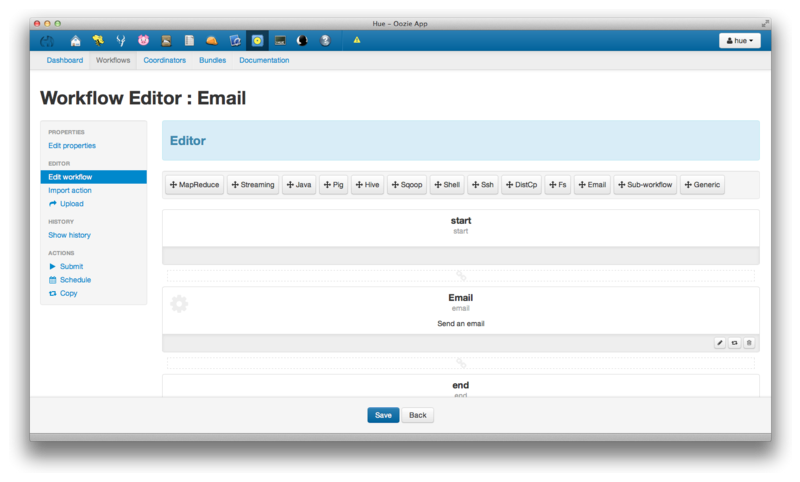 Hue – Oozie App
hue
Dashboard Workflows Coordinators Bundles Documentation
Workflow Editor : Email
PROPERTIES
Edit properties
EDITOR
Edit workflow
Import action
Upload
HISTORY
Show history
ACTIONS
Submit
Schedule
Copy
Editor
MapReduce Streaming Java Pig Hive Sqoop Shell Ssh DistCp Fs Email Sub-workflow Generic
start
start
Email
email
Send an email
end
end
Save Back